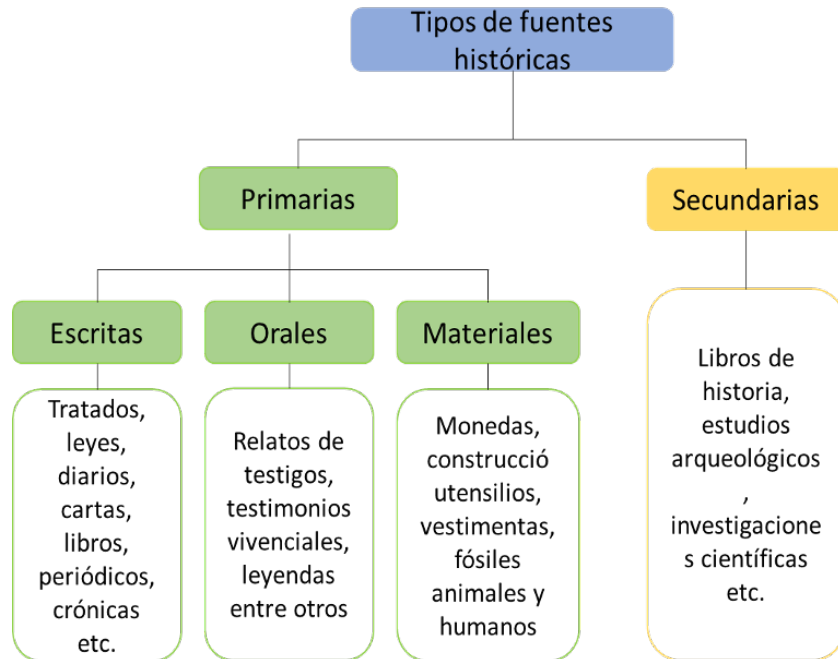 Tipos de fuentes
históricas
Primarias
Secundarias
Escritas
Orales
Materiales
Tratados,
leyes,
diarios,
cartas,
libros,
periódicos,
crónicas
etc.
Relatos de
testigos,
testimonios
vivenciales,
leyendas
entre otros
Monedas,
construcció
utensilios,
vestimentas,
fósiles
animales y
humanos
Libros de
historia,
estudios
arqueológicos
,
investigacione
s científicas
etc.